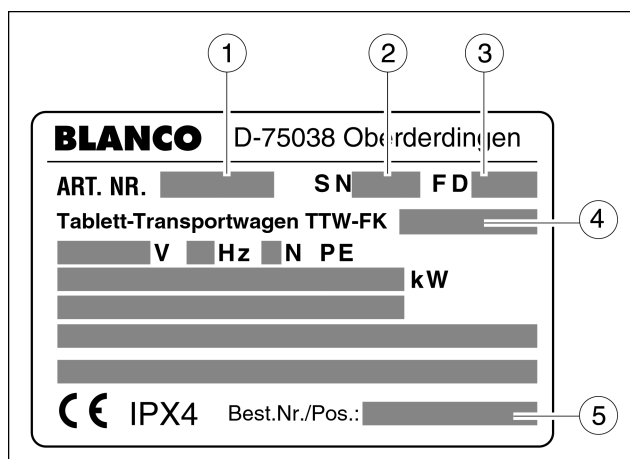 1 2 3
BLANCO D-75038 Oberderdingen
ART. NR. SN FD
Tablett-Transportwagen TTW-FK 4
V Hz N PE
kW
CE IPX4 Best.Nr./Pos.: 5